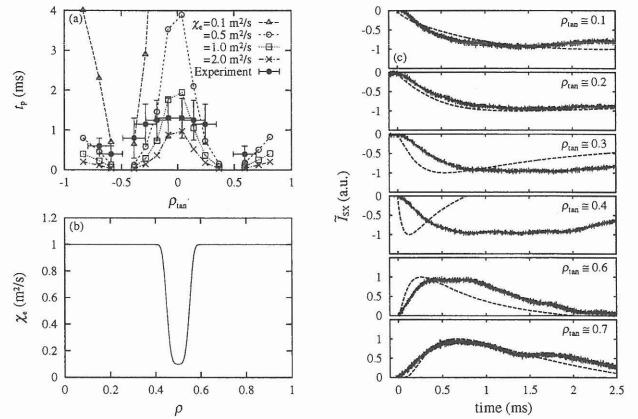 (a)
χe=0.1 m²/s
=0.5 m²/s
=1.0 m²/s
=2.0 m²/s
Experiment
4
3
2
1
0
tp (ms)
-1 -0.5 0 0.5 1
ρtan
(b)
1.2
1
0.8
0.6
0.4
0.2
0
χe (m²/s)
0 0.2 0.4 0.6 0.8 1
ρ
(c)
ρtan ≅ 0.1
0
-0.5
-1
ρtan ≅ 0.2
0
-0.5
-1
ρtan ≅ 0.3
0
-0.5
-1
ρtan ≅ 0.4
0
-0.5
-1
ρtan ≅ 0.6
1
0.5
0
ρtan ≅ 0.7
1
0.5
0
ĨSX (a.u.)
0 0.5 1 1.5 2 2.5
time (ms)